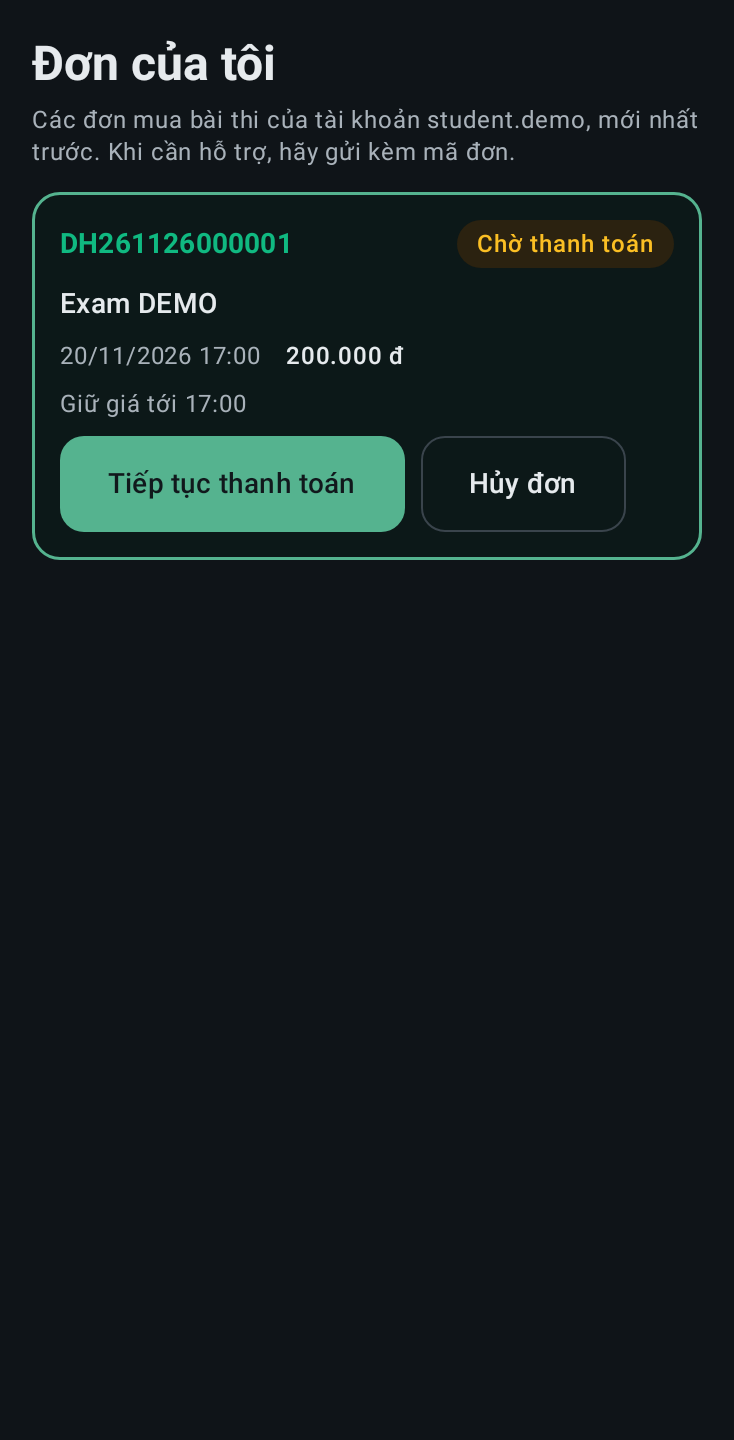 Đơn của tôi
Các đơn mua bài thi của tài khoản student.demo, mới nhất
trước. Khi cần hỗ trợ, hãy gửi kèm mã đơn.
DH261126000001
Chờ thanh toán
Exam DEMO
20/11/2026 17:00 200.000 đ
Giữ giá tới 17:00
Tiếp tục thanh toán
Hủy đơn